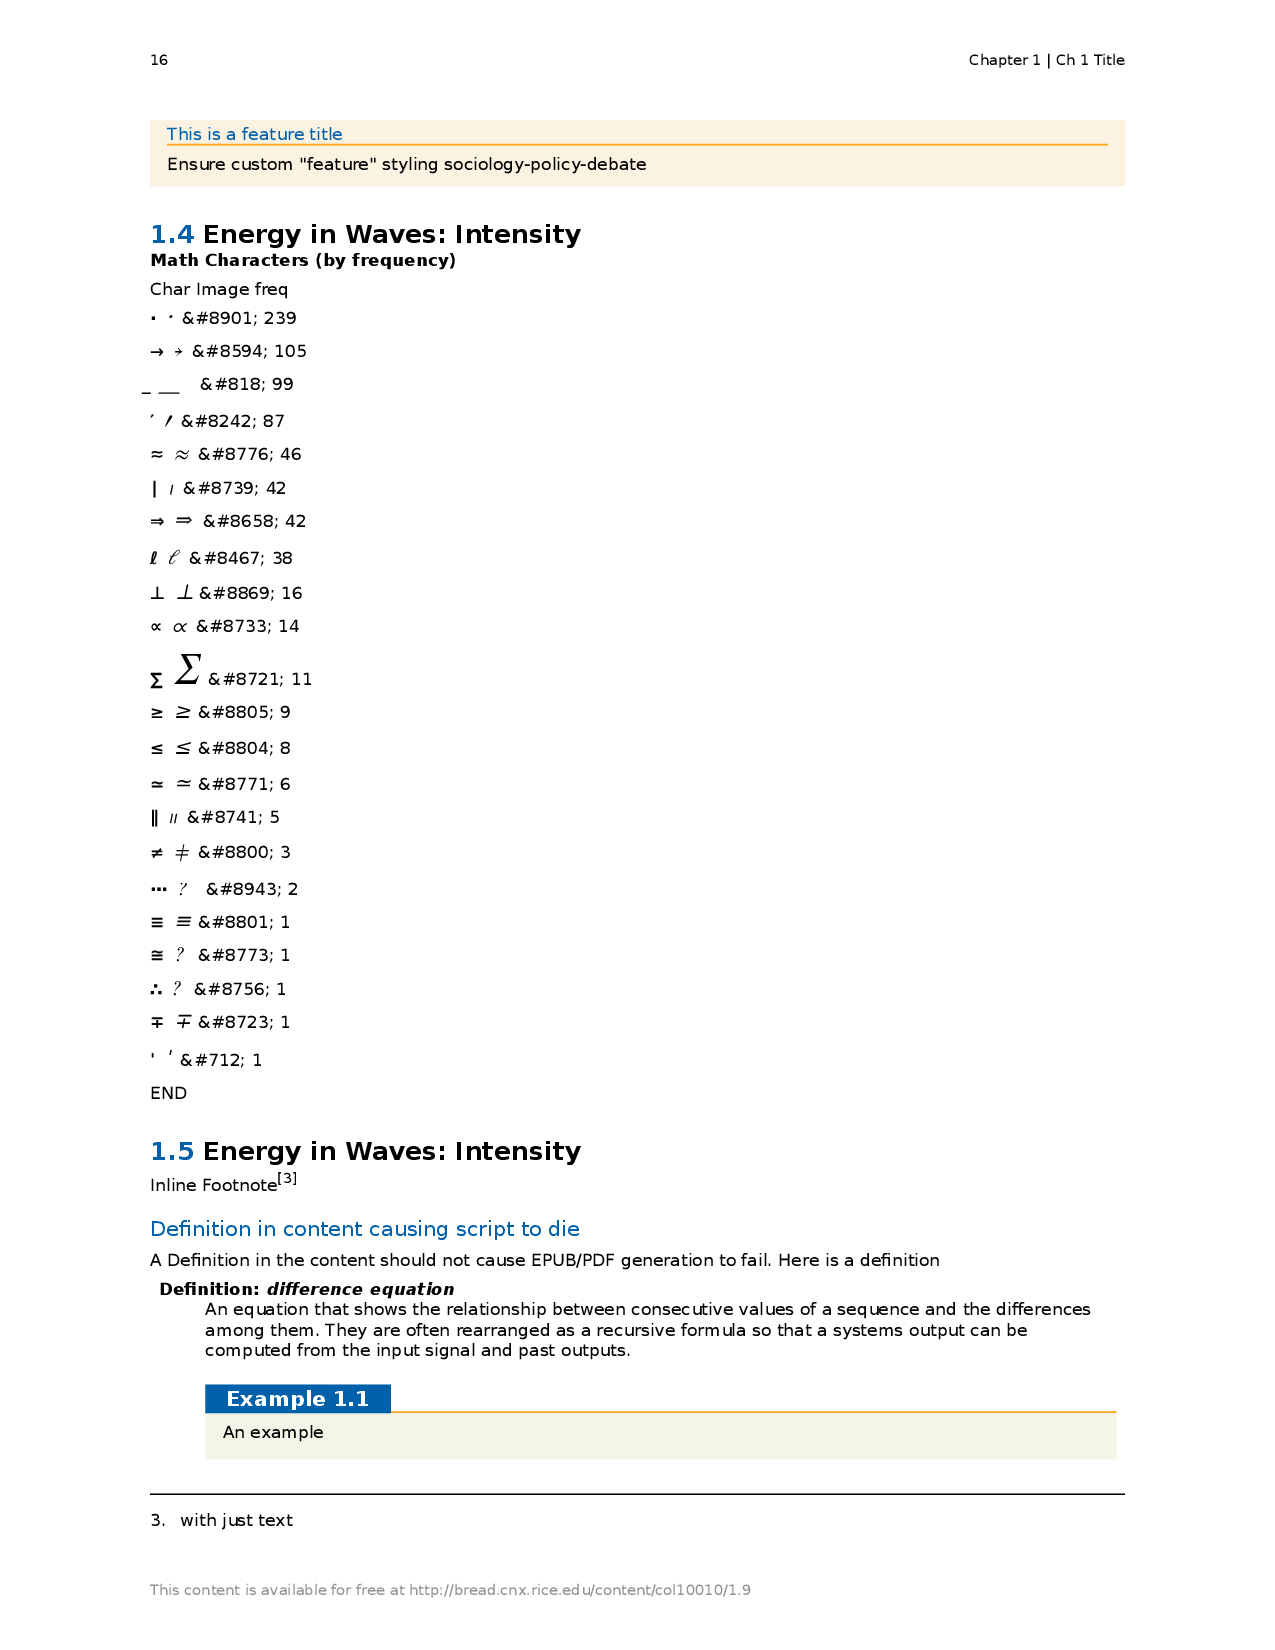 16
Chapter 1 | Ch 1 Title
This is a feature title
Ensure custom "feature" styling sociology-policy-debate
1.4 Energy in Waves: Intensity
Math Characters (by frequency)
Char Image freq
⋅ ⋅ &#8901; 239
→ → &#8594; 105
_ __ &#818; 99
′ ′ &#8242; 87
≈ ≈ &#8776; 46
∣ ∣ &#8739; 42
⇒ ⇒ &#8658; 42
ℓ ℓ &#8467; 38
⊥ ⊥ &#8869; 16
∝ ∝ &#8733; 14
∑ ∑ &#8721; 11
≥ ≥ &#8805; 9
≤ ≤ &#8804; 8
≃ ≃ &#8771; 6
∥ ∥ &#8741; 5
≠ ≠ &#8800; 3
⋯ ? &#8943; 2
≡ ≡ &#8801; 1
≅ ? &#8773; 1
∴ ? &#8756; 1
∓ ∓ &#8723; 1
ˈ ˈ &#712; 1
END
1.5 Energy in Waves: Intensity
Inline Footnote[3]
Definition in content causing script to die
A Definition in the content should not cause EPUB/PDF generation to fail. Here is a definition
Definition: difference equation
An equation that shows the relationship between consecutive values of a sequence and the differences
among them. They are often rearranged as a recursive formula so that a systems output can be
computed from the input signal and past outputs.
Example 1.1
An example
3. with just text
This content is available for free at http://bread.cnx.rice.edu/content/col10010/1.9